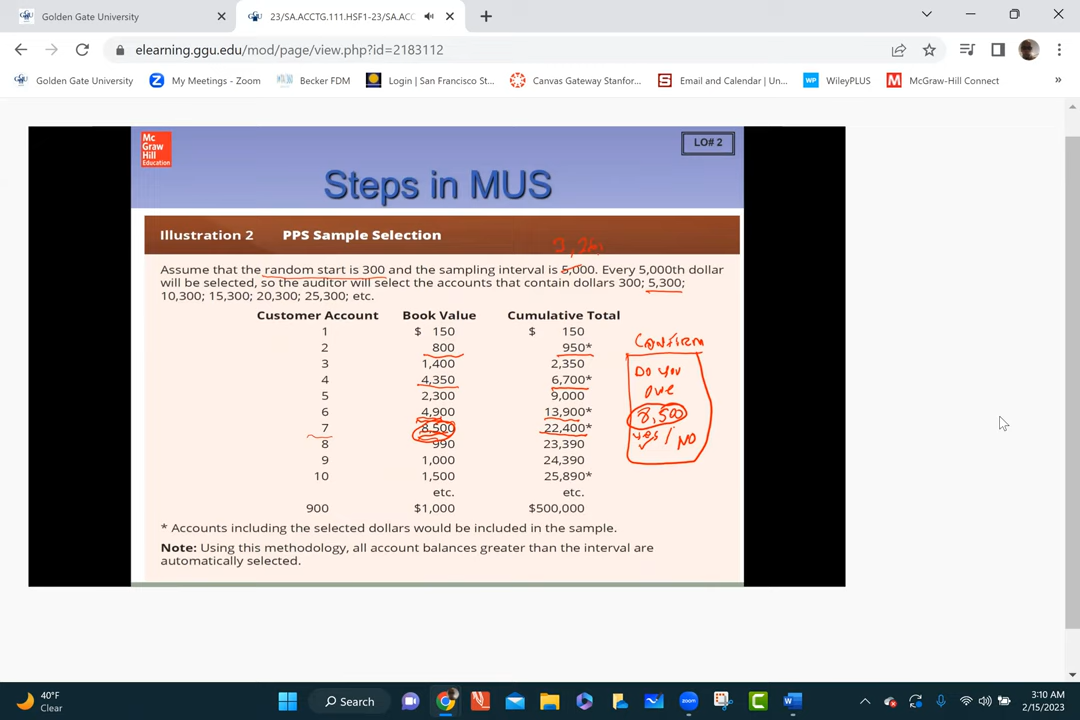 Golden Gate University
23/SA.ACCTG.111.HSF1-23/SA.ACC
elearning.ggu.edu/mod/page/view.php?id=2183112
Golden Gate University
My Meetings - Zoom
Becker FDM
Login | San Francisco St...
Canvas Gateway Stanfor...
Email and Calendar | Un...
WileyPLUS
McGraw-Hill Connect
Mc
Graw
Hill
Education
LO# 2
Steps in MUS
Illustration 2 PPS Sample Selection
Assume that the random start is 300 and the sampling interval is 5,000. Every 5,000th dollar
will be selected, so the auditor will select the accounts that contain dollars 300; 5,300;
10,300; 15,300; 20,300; 25,300; etc.
Customer Account Book Value Cumulative Total
1 $ 150 $ 150
2 800 950*
3 1,400 2,350
4 4,350 6,700*
5 2,300 9,000
6 4,900 13,900*
7 8,500 22,400*
8 990 23,390
9 1,000 24,390
10 1,500 25,890*
etc. etc.
900 $1,000 $500,000
Confirm
Do you
owe
8,500
yes / No
* Accounts including the selected dollars would be included in the sample.
Note: Using this methodology, all account balances greater than the interval are
automatically selected.
40°F
Clear
Search
3:10 AM
2/15/2023